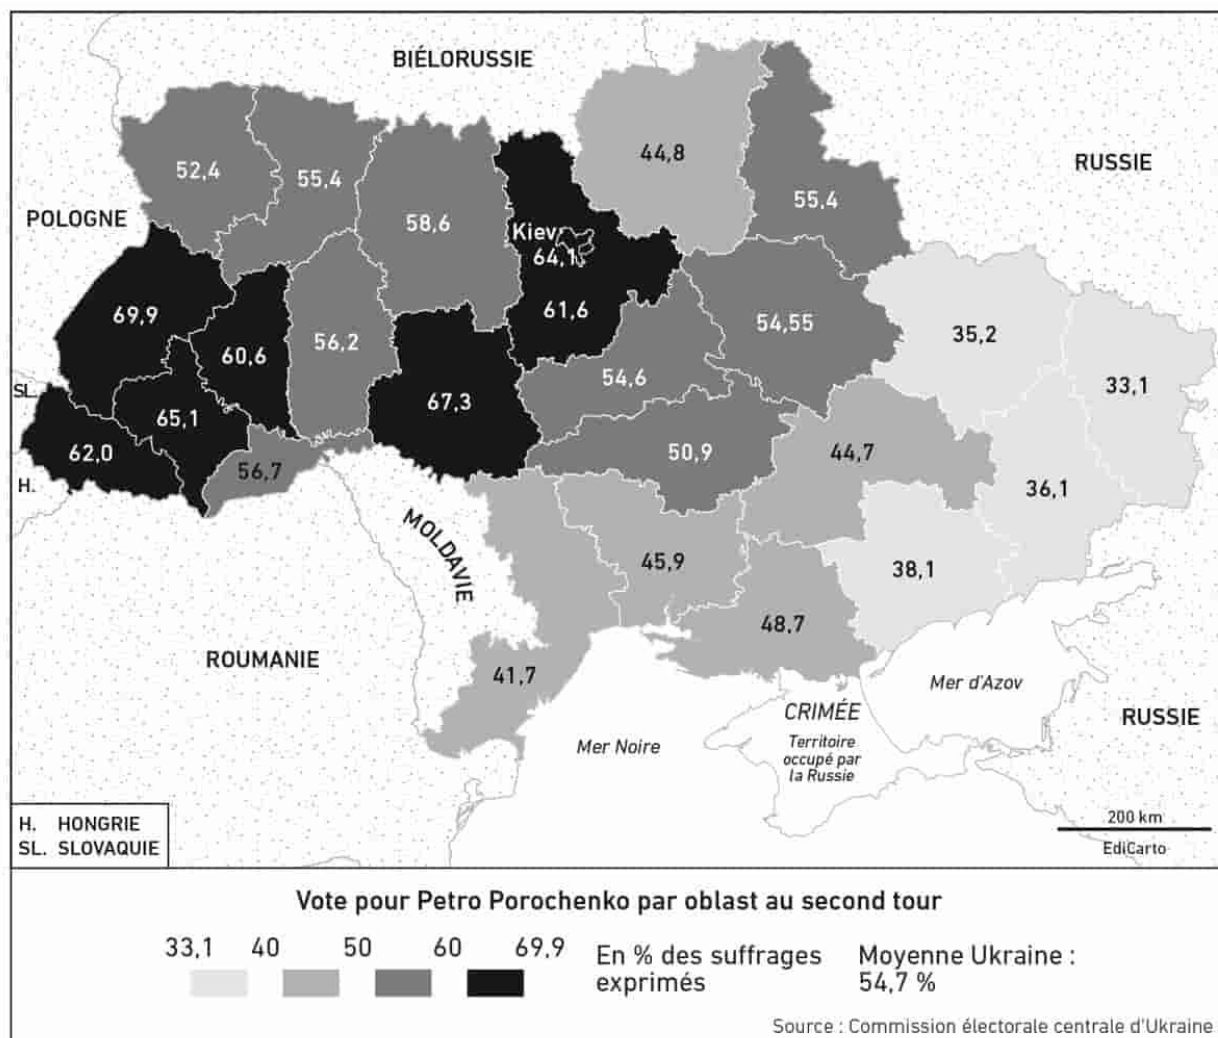 BIÉLORUSSIE
44,8
RUSSIE
52,4
55,4
55,4
POLOGNE
58,6
Kiev
64,1
69,9
61,6
54,55
35,2
60,6
56,2
54,6
33,1
SL.
65,1
67,3
62,0
50,9
44,7
56,7
H.
36,1
MOLDAVIE
45,9
38,1
48,7
ROUMANIE
41,7
Mer d'Azov
CRIMÉE
RUSSIE
Mer Noire
Territoire
occupé par
la Russie
H. HONGRIE
SL. SLOVAQUIE
200 km
EdiCarto
Vote pour Petro Porochenko par oblast au second tour
33,1 40 50 60 69,9
En % des suffrages
exprimés
Moyenne Ukraine :
54,7 %
Source : Commission électorale centrale d'Ukraine